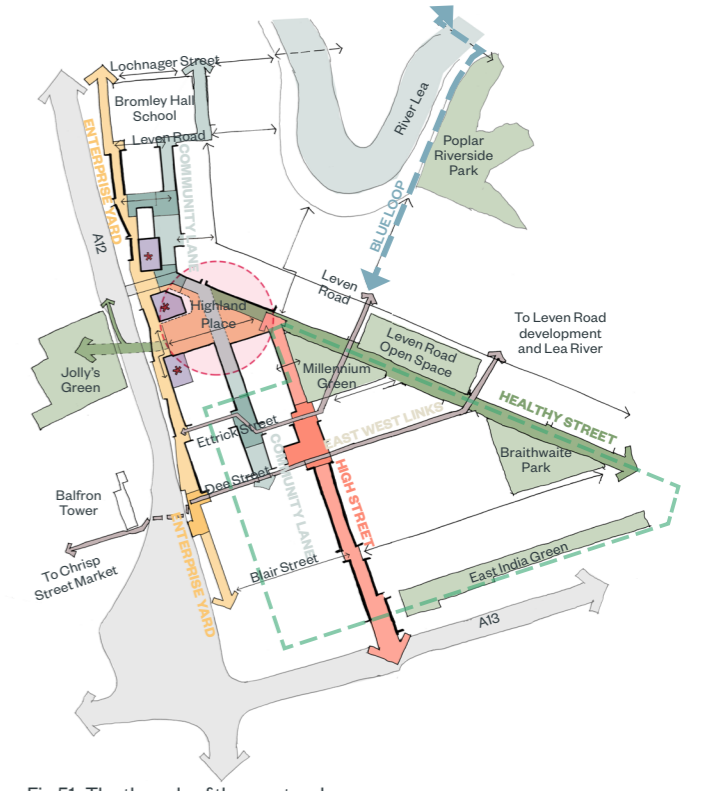 Lochnager Street
Bromley Hall
School
Leven Road
River Lea
Poplar
Riverside
Park
ENTERPRISE YARD
COMMUNITY LANE
A12
BLUE LOOP
Leven
Road
Highland
Place
To Leven Road
development
and Lea River
Jolly's
Green
Leven Road
Open Space
Millennium
Green
HEALTHY STREET
EAST WEST LINKS
Ettrick Street
Braithwaite
Park
COMMUNITY LANE
Dee Street
HIGH STREET
Balfron
Tower
ENTERPRISE YARD
To Chrisp
Street Market
Blair Street
East India Green
A13